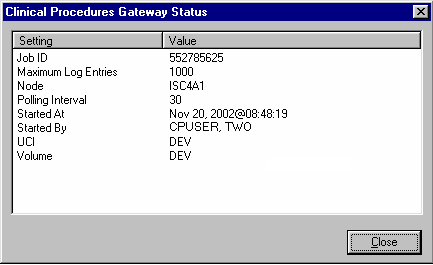 Clinical Procedures Gateway Status
Setting Value
Job ID 552785625
Maximum Log Entries 1000
Node ISC4A1
Polling Interval 30
Started At Nov 20, 2002@08:48:19
Started By CPUSER, TWO
UCI DEV
Volume DEV
Close